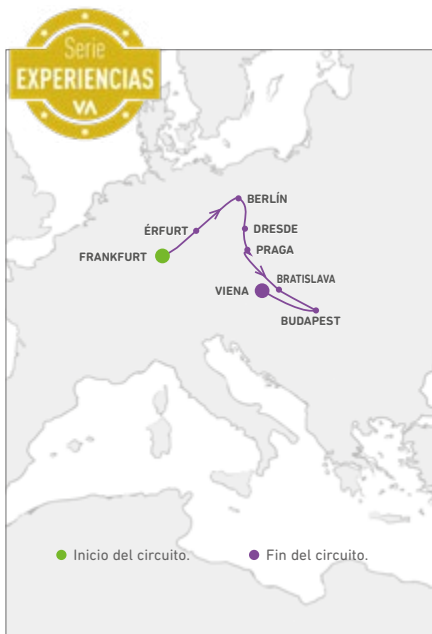 Serie
EXPERIENCIAS
VA
BERLÍN
ÉRFURT
DRESDE
PRAGA
FRANKFURT
BRATISLAVA
VIENA
BUDAPEST
Inicio del circuito.
Fin del circuito.